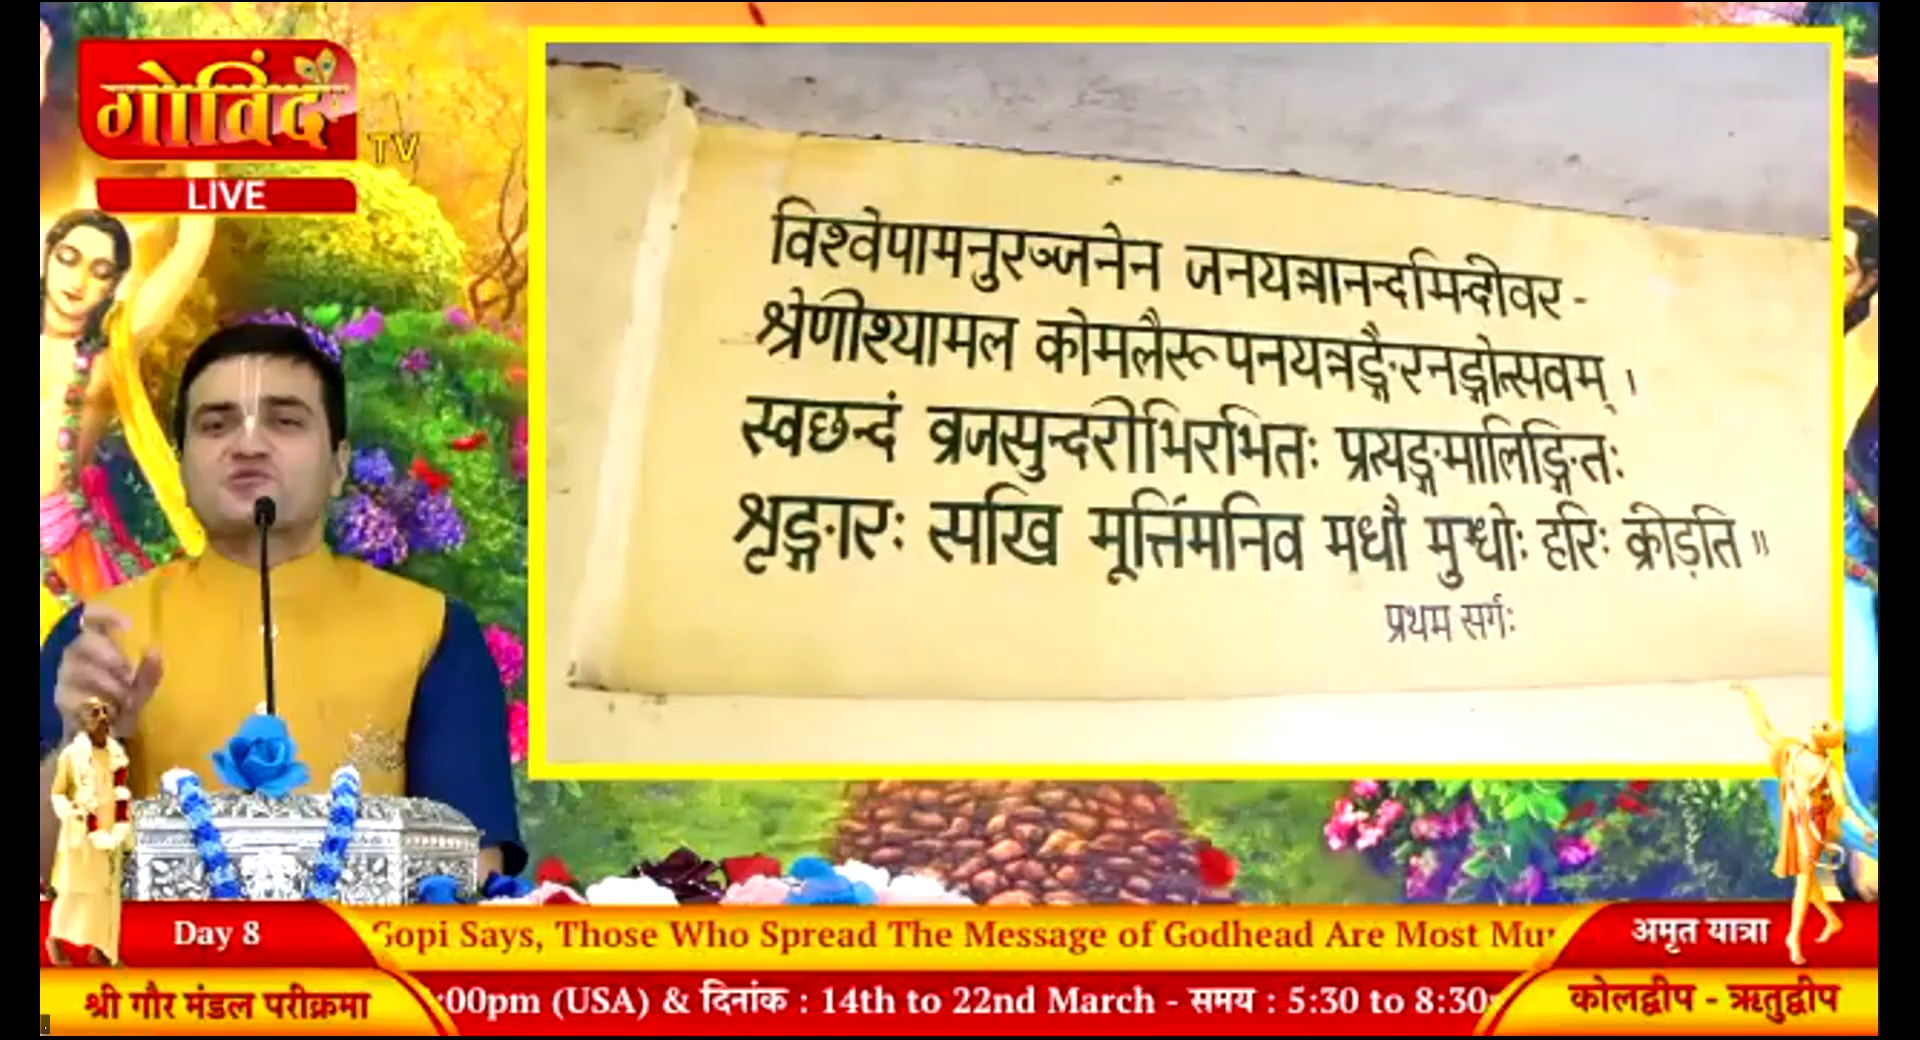 गोविंद
TV
LIVE
विश्वेपामनुरञ्जनेन जनयन्नानन्दमिन्दीवर -
श्रेणीश्यामल कोमलैरूपनयन्नङ्गैरनङ्गोत्सवम् ।
स्वछन्दं व्रजसुन्दरीभिरभितः प्रत्यङ्गमालिङ्गितः
श्रृङ्गारः सखि मूर्त्तिमनिव मधौ मुग्धोः हरिः क्रीड़ति ॥
प्रथम सर्गः
Day 8
Gopi Says, Those Who Spread The Message of Godhead Are Most
अमृत यात्रा
श्री गौर मंडल परीक्रमा
:00pm (USA) & दिनांक : 14th to 22nd March - समय : 5:30 to 8:30
कोलद्वीप - ऋतुद्वीप